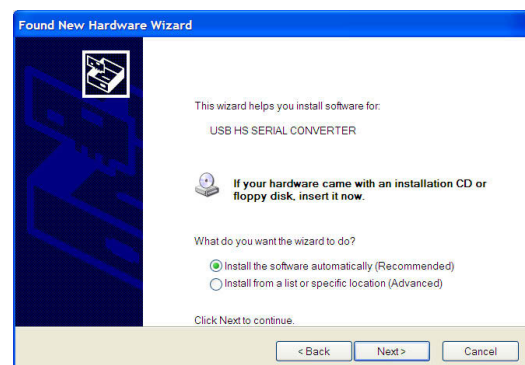 Found New Hardware Wizard
This wizard helps you install software for:
USB HS SERIAL CONVERTER
If your hardware came with an installation CD or
floppy disk, insert it now.
What do you want the wizard to do?
Install the software automatically (Recommended)
Install from a list or specific location (Advanced)
Click Next to continue.
< Back Next > Cancel